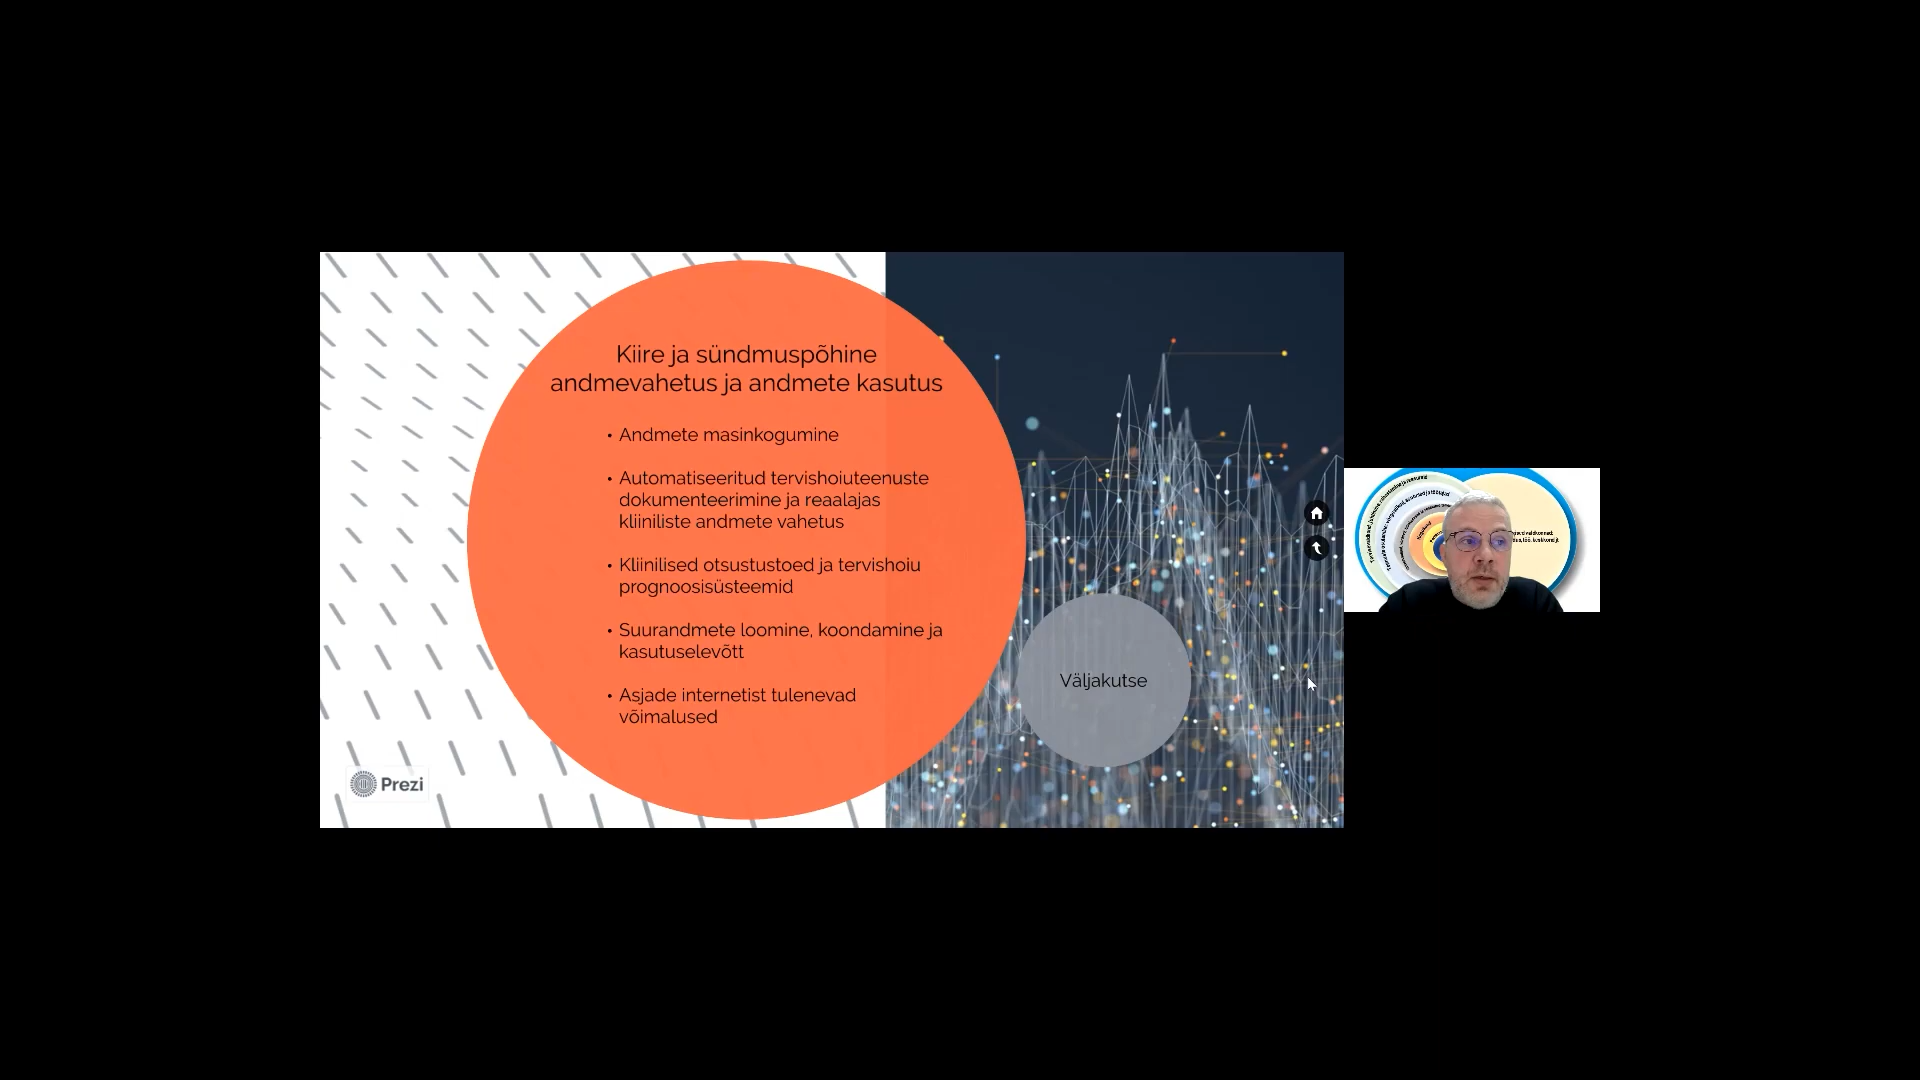 Kiire ja sündmuspõhine
andmevahetus ja andmete kasutus
• Andmete masinkogumine
• Automatiseeritud tervishoiuteenuste
dokumenteerimine ja reaalajas
kliiniliste andmete vahetus
• Kliinilised otsustustoed ja tervishoiu
prognoosisüsteemid
• Suurandmete loomine, koondamine ja
kasutuselevõtt
• Asjade internetist tulenevad
võimalused
Väljakutse
Prezi